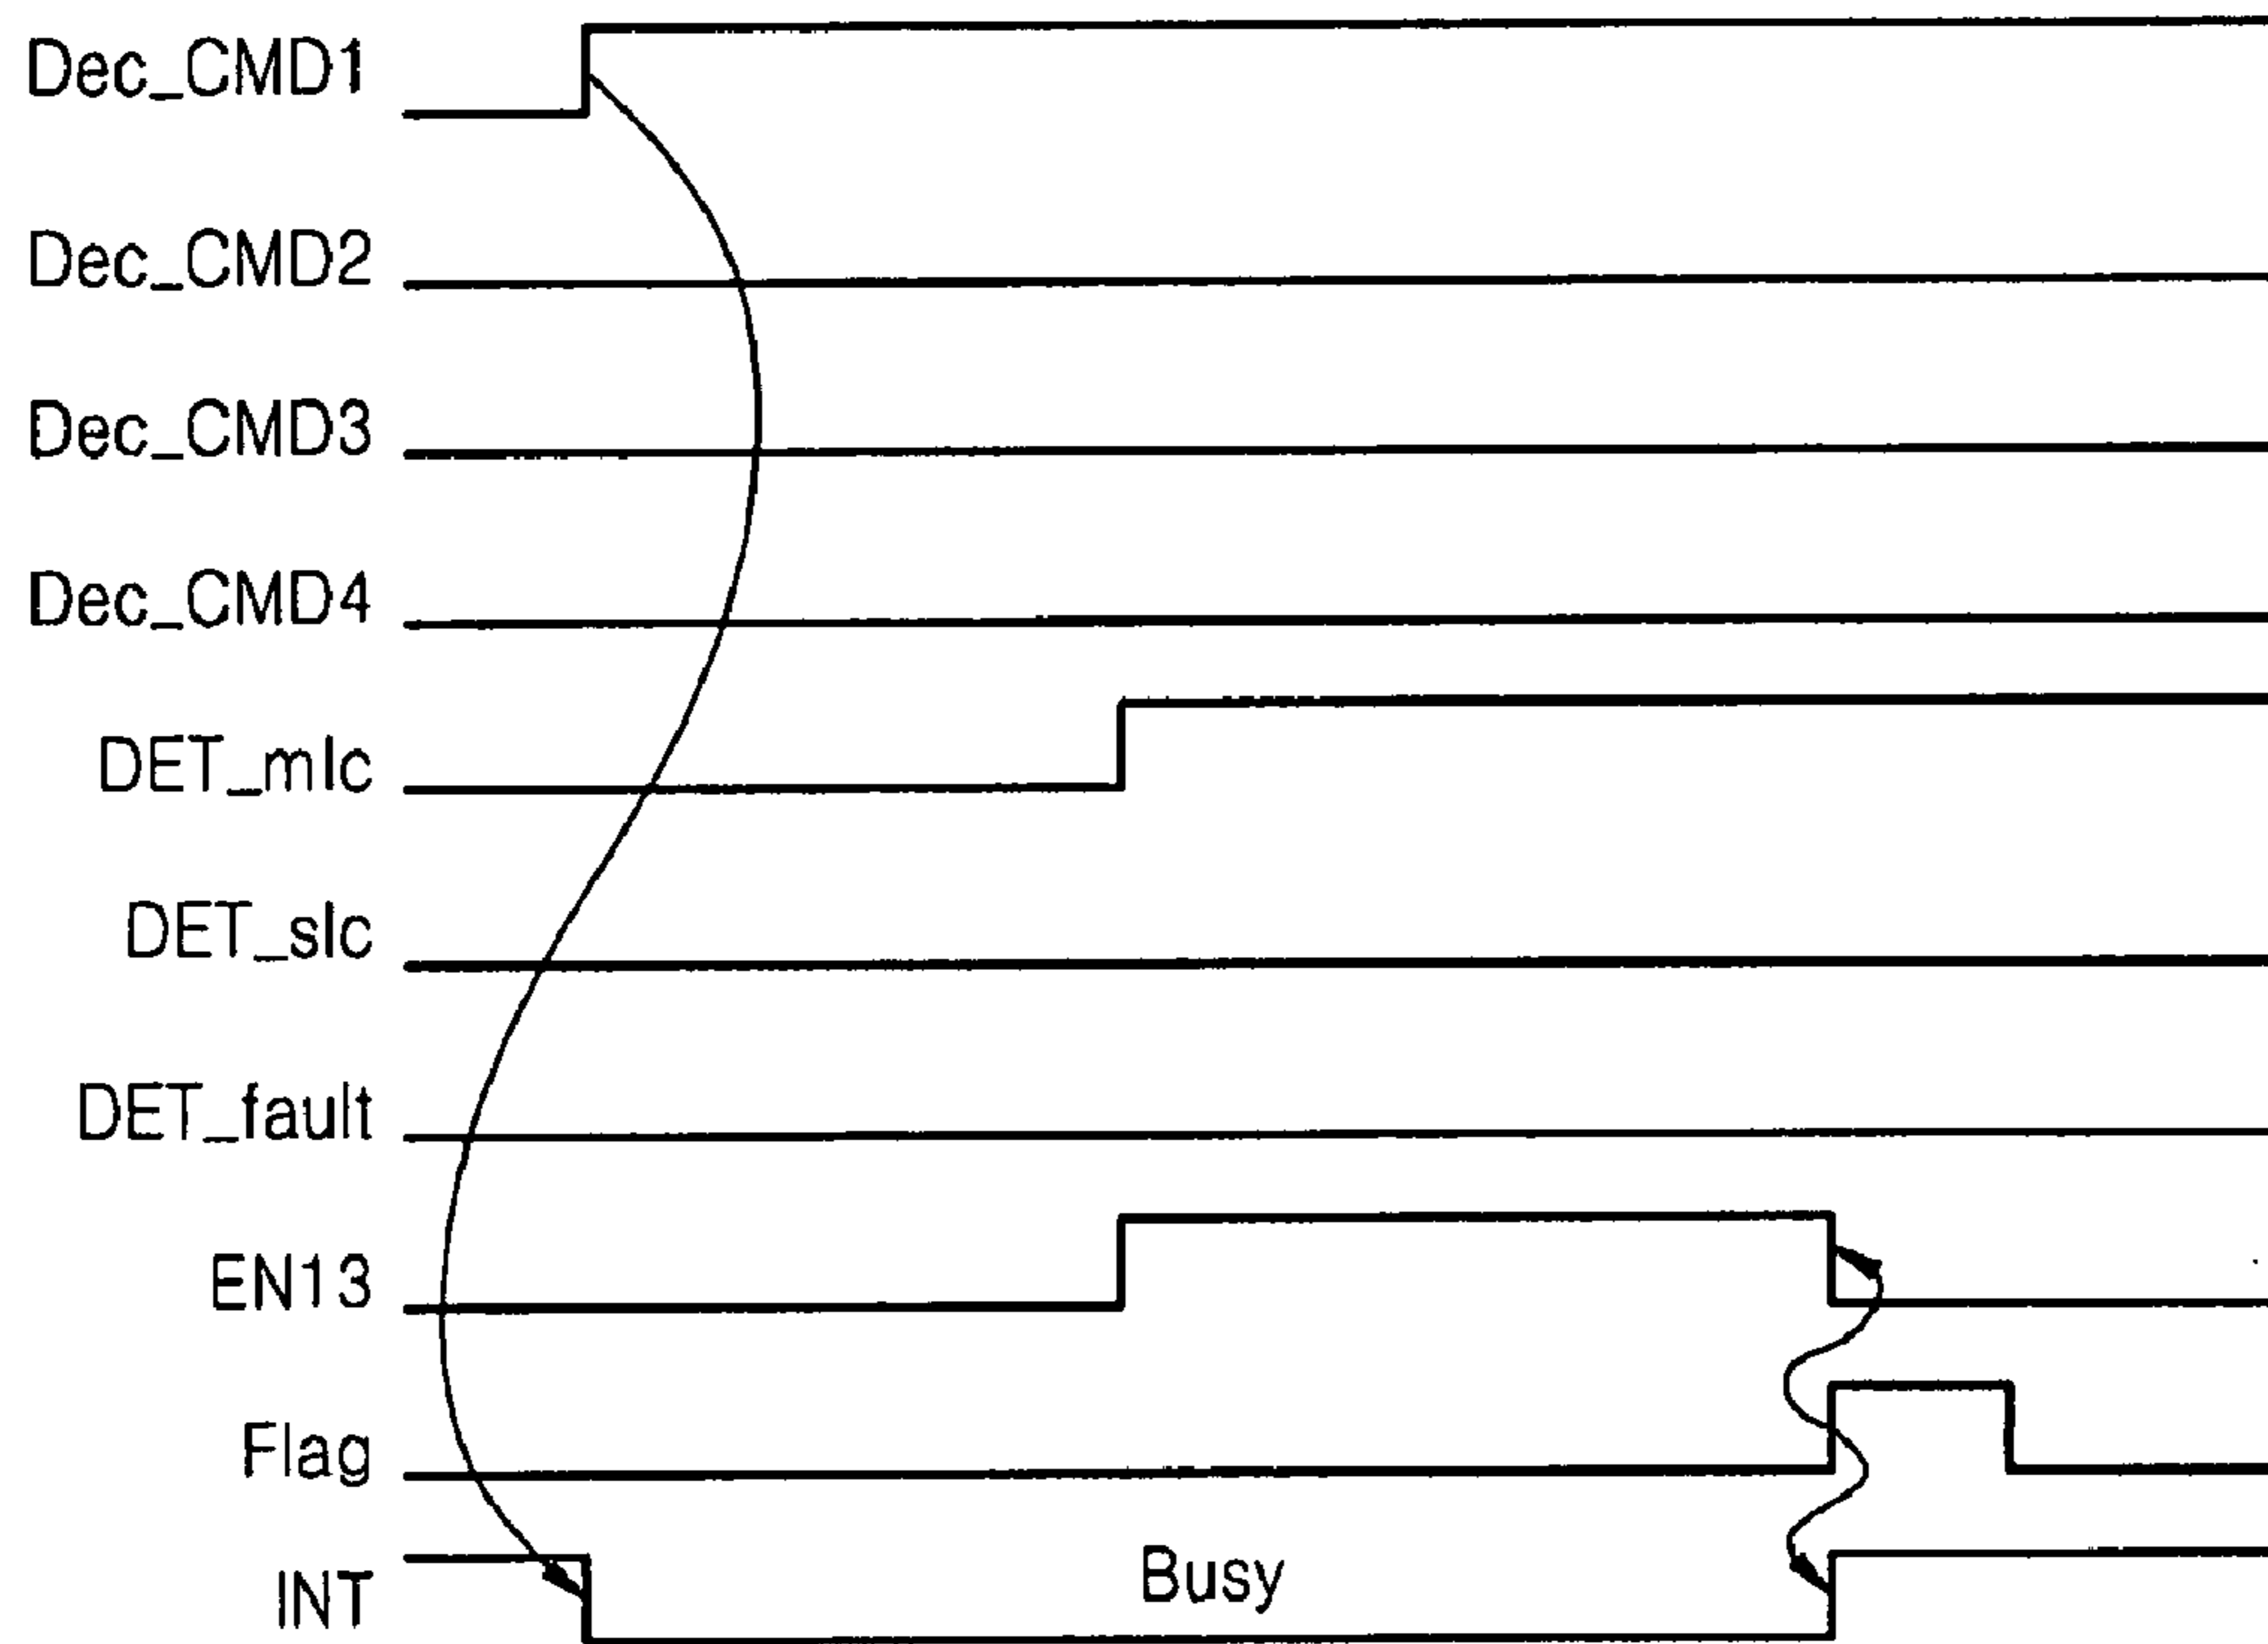 Dec_CMD1
Dec_CMD2
Dec_CMD3
Dec_CMD4
DET_mlc
DET_slc
DET_fault
EN13
Flag
INT
Busy